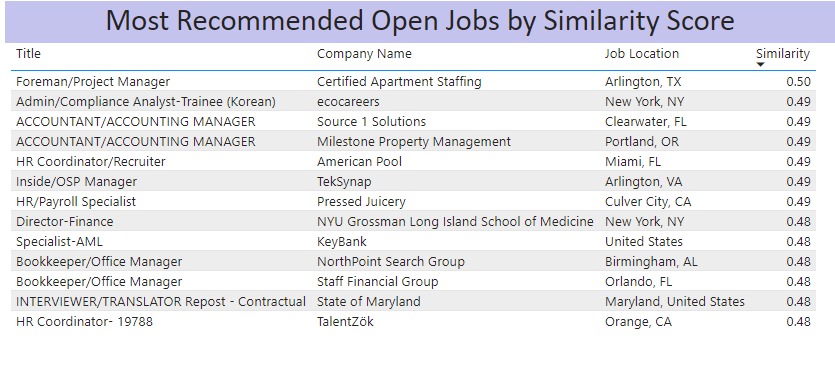 Most Recommended Open Jobs by Similarity Score
Title Company Name Job Location Similarity
Foreman/Project Manager Certified Apartment Staffing Arlington, TX 0.50
Admin/Compliance Analyst-Trainee (Korean) ecocareers New York, NY 0.49
ACCOUNTANT/ACCOUNTING MANAGER Source 1 Solutions Clearwater, FL 0.49
ACCOUNTANT/ACCOUNTING MANAGER Milestone Property Management Portland, OR 0.49
HR Coordinator/Recruiter American Pool Miami, FL 0.49
Inside/OSP Manager TekSynap Arlington, VA 0.49
HR/Payroll Specialist Pressed Juicery Culver City, CA 0.49
Director-Finance NYU Grossman Long Island School of Medicine New York, NY 0.48
Specialist-AML KeyBank United States 0.48
Bookkeeper/Office Manager NorthPoint Search Group Birmingham, AL 0.48
Bookkeeper/Office Manager Staff Financial Group Orlando, FL 0.48
INTERVIEWER/TRANSLATOR Repost - Contractual State of Maryland Maryland, United States 0.48
HR Coordinator- 19788 TalentZök Orange, CA 0.48